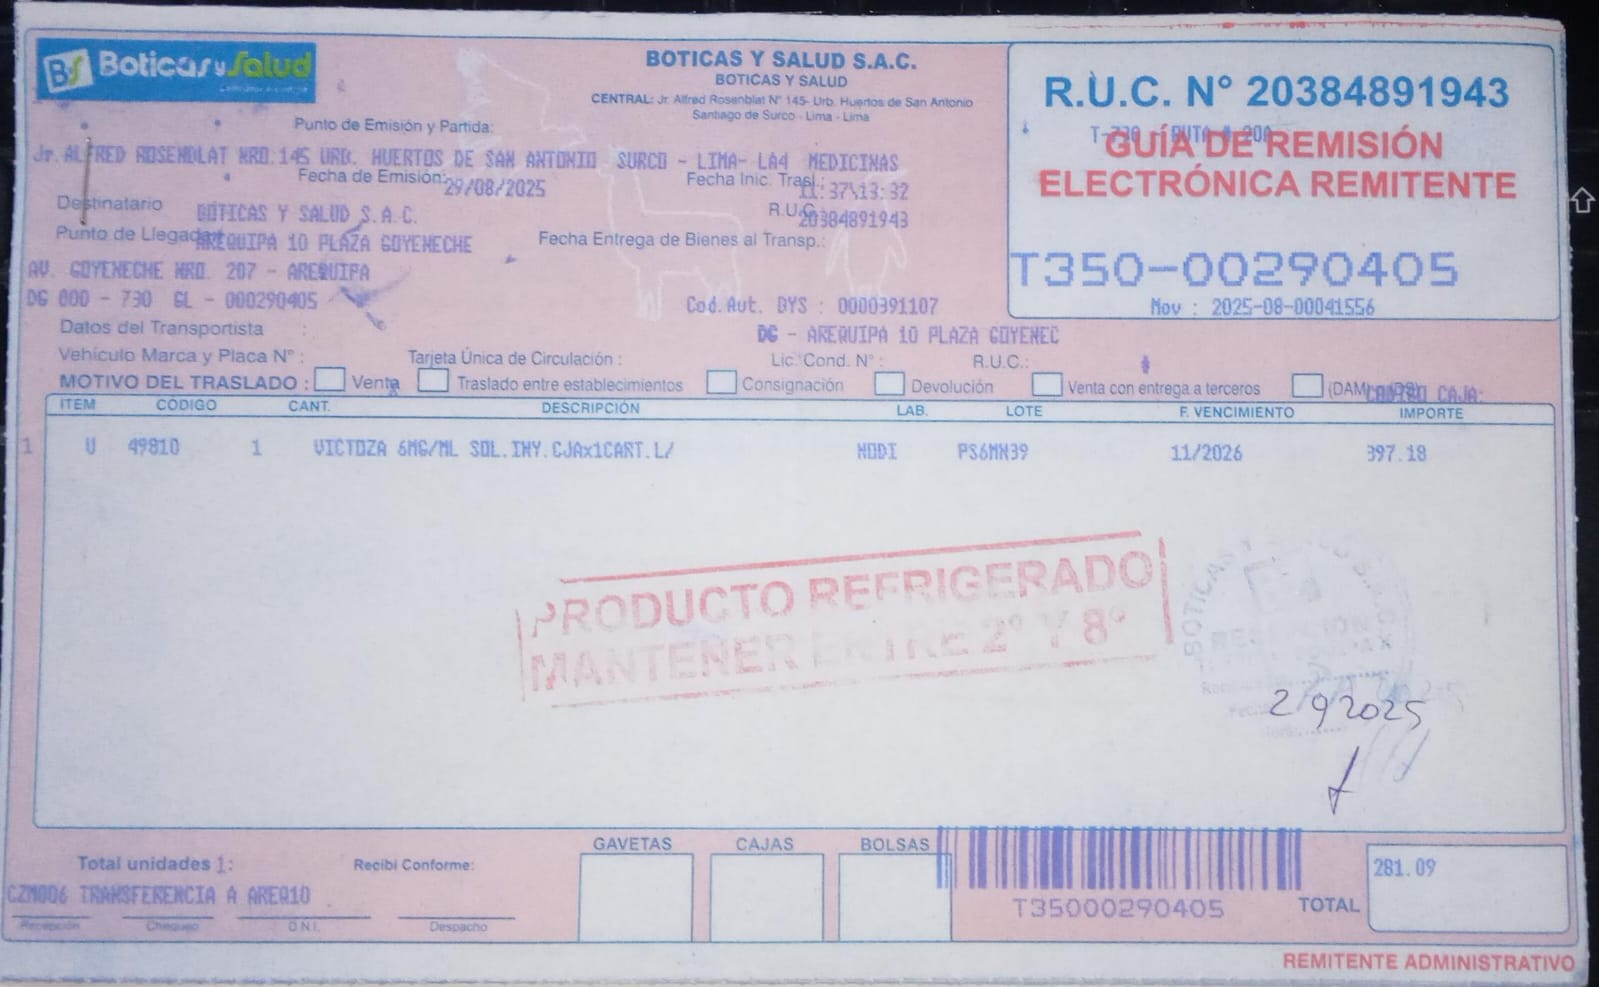 BS Boticas y Salud
BOTICAS Y SALUD S.A.C.
BOTICAS Y SALUD
CENTRAL: Jr. Alfred Rosenblat N° 145- Urb. Huertos de San Antonio
Santiago de Surco - Lima - Lima
R.U.C. N° 20384891943
T-730 - RUTA # 20A
GUÍA DE REMISIÓN
ELECTRÓNICA REMITENTE
T350-00290405
Mov : 2025-08-00041556
Punto de Emisión y Partida:
Jr. ALFRED ROSENDLAT NRO.145 URB. HUERTOS DE SAN ANTONIO SURCO - LIMA- LA4 MEDICINAS
Fecha de Emisión: 29/08/2025
Fecha Inic. Trasl.: 11:37\13:32
Destinatario BOTICAS Y SALUD S.A.C.
R.U.C. 20384891943
Punto de Llegada: AREQUIPA 10 PLAZA GOYENECHE
Fecha Entrega de Bienes al Transp.:
AV. GOYENECHE NRO. 207 - AREQUIPA
DG 000 - 730 GL - 000290405
Cod.Aut. DYS : 0000391107
Datos del Transportista :
DG - AREQUIPA 10 PLAZA GOYENEC
Vehículo Marca y Placa N° : Tarjeta Única de Circulación : Lic. Cond. N° : R.U.C.:
MOTIVO DEL TRASLADO : Venta Traslado entre establecimientos Consignación Devolución Venta con entrega a terceros (DAM CAJA:
ITEM CÓDIGO CANT. DESCRIPCIÓN LAB. LOTE F. VENCIMIENTO IMPORTE
1 U 49810 1 VICTOZA 6MG/ML SOL.INY.CJAx1CART.L/ NODI PS6MN39 11/2026 397.18
PRODUCTO REFRIGERADO
MANTENER ENTRE 2° Y 8°
BOTICAS Y S.A.C.
2 9 2025
GAVETAS CAJAS BOLSAS
Total unidades 1: Recibí Conforme:
281.09
CZM006 TRANSFERENCIA A AREQ10
T35000290405
TOTAL
Recepción Chequeo D.N.I. Despacho
REMITENTE ADMINISTRATIVO